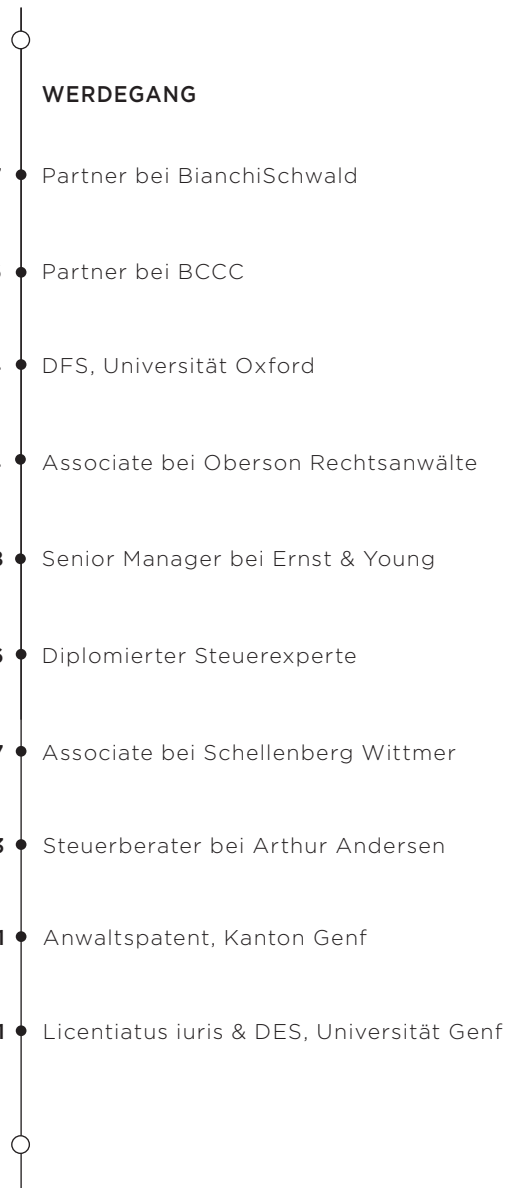 WERDEGANG
Partner bei BianchiSchwald
Partner bei BCCC
DFS, Universität Oxford
Associate bei Oberson Rechtsanwälte
Senior Manager bei Ernst & Young
Diplomierter Steuerexperte
Associate bei Schellenberg Wittmer
Steuerberater bei Arthur Andersen
Anwaltspatent, Kanton Genf
Licentiatus iuris & DES, Universität Genf